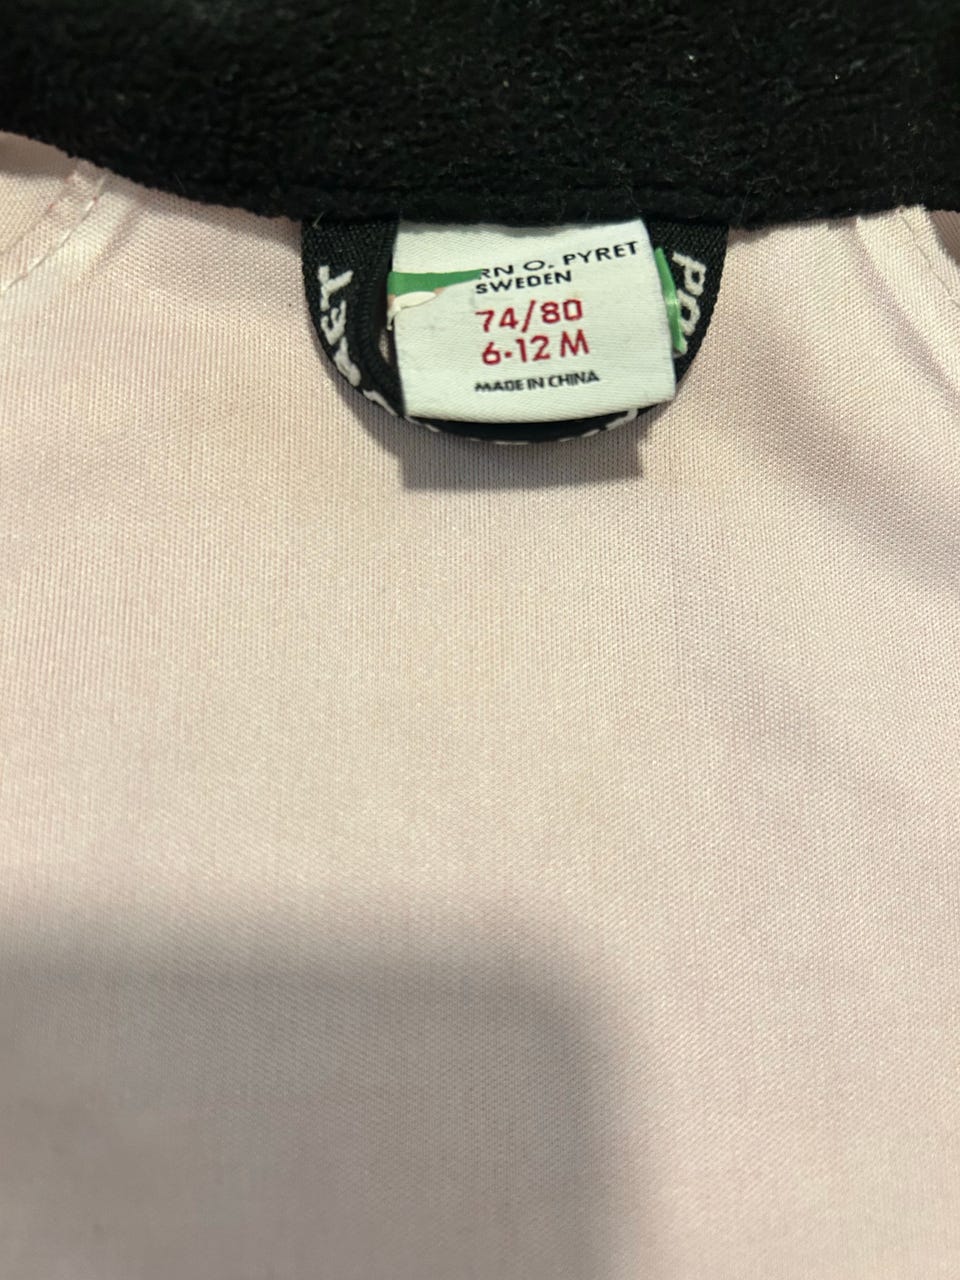 RN O. PYRET
SWEDEN
74/80
6-12 M
MADE IN CHINA